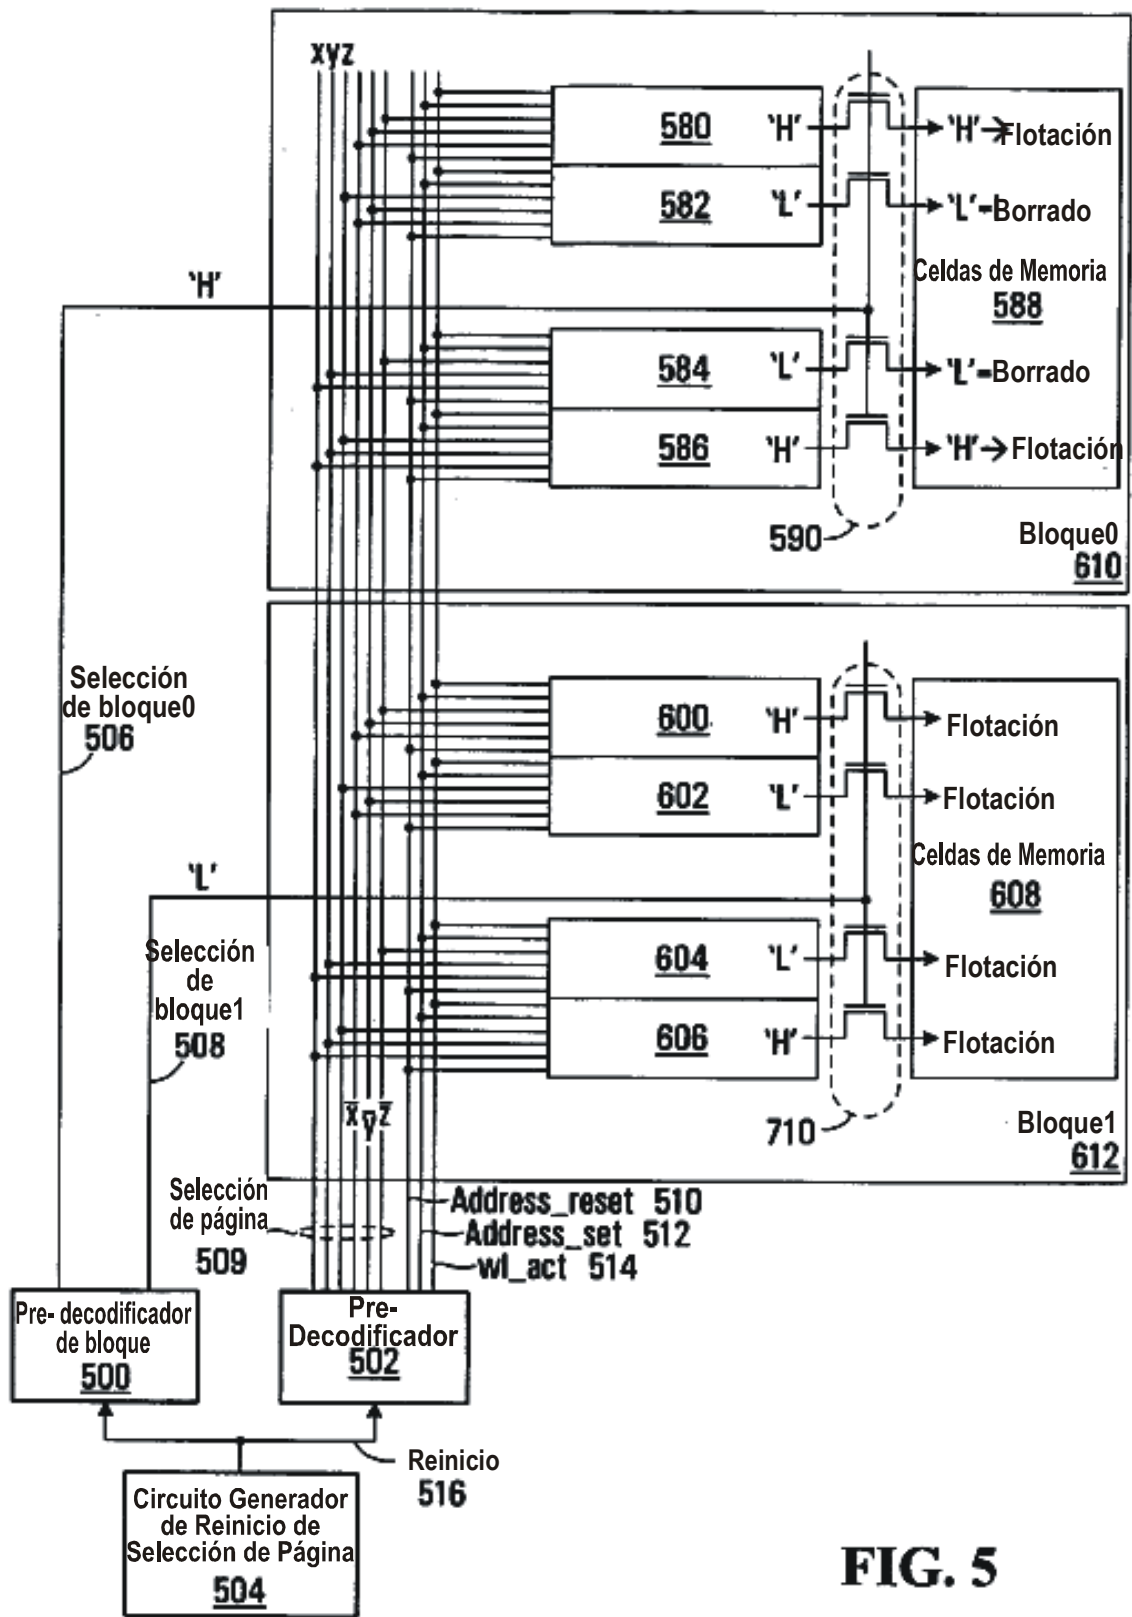 xyz
580 'H' 'H'→Flotación
582 'L' 'L'=Borrado
Celdas de Memoria
588
'H'
584 'L' 'L'=Borrado
586 'H' 'H'→ Flotación
590
Bloque0
610
Selección
de bloque0
506
600 'H' Flotación
602 'L' Flotación
Celdas de Memoria
608
'L'
Selección
de
bloque1
508
604 'L' Flotación
606 'H' Flotación
x̅ y̅ z̅
710
Bloque1
612
Selección
de página
509
Address_reset 510
Address_set 512
wl_act 514
Pre- decodificador
de bloque
500
Pre-
Decodificador
502
Reinicio
516
Circuito Generador
de Reinicio de
Selección de Página
504
FIG. 5